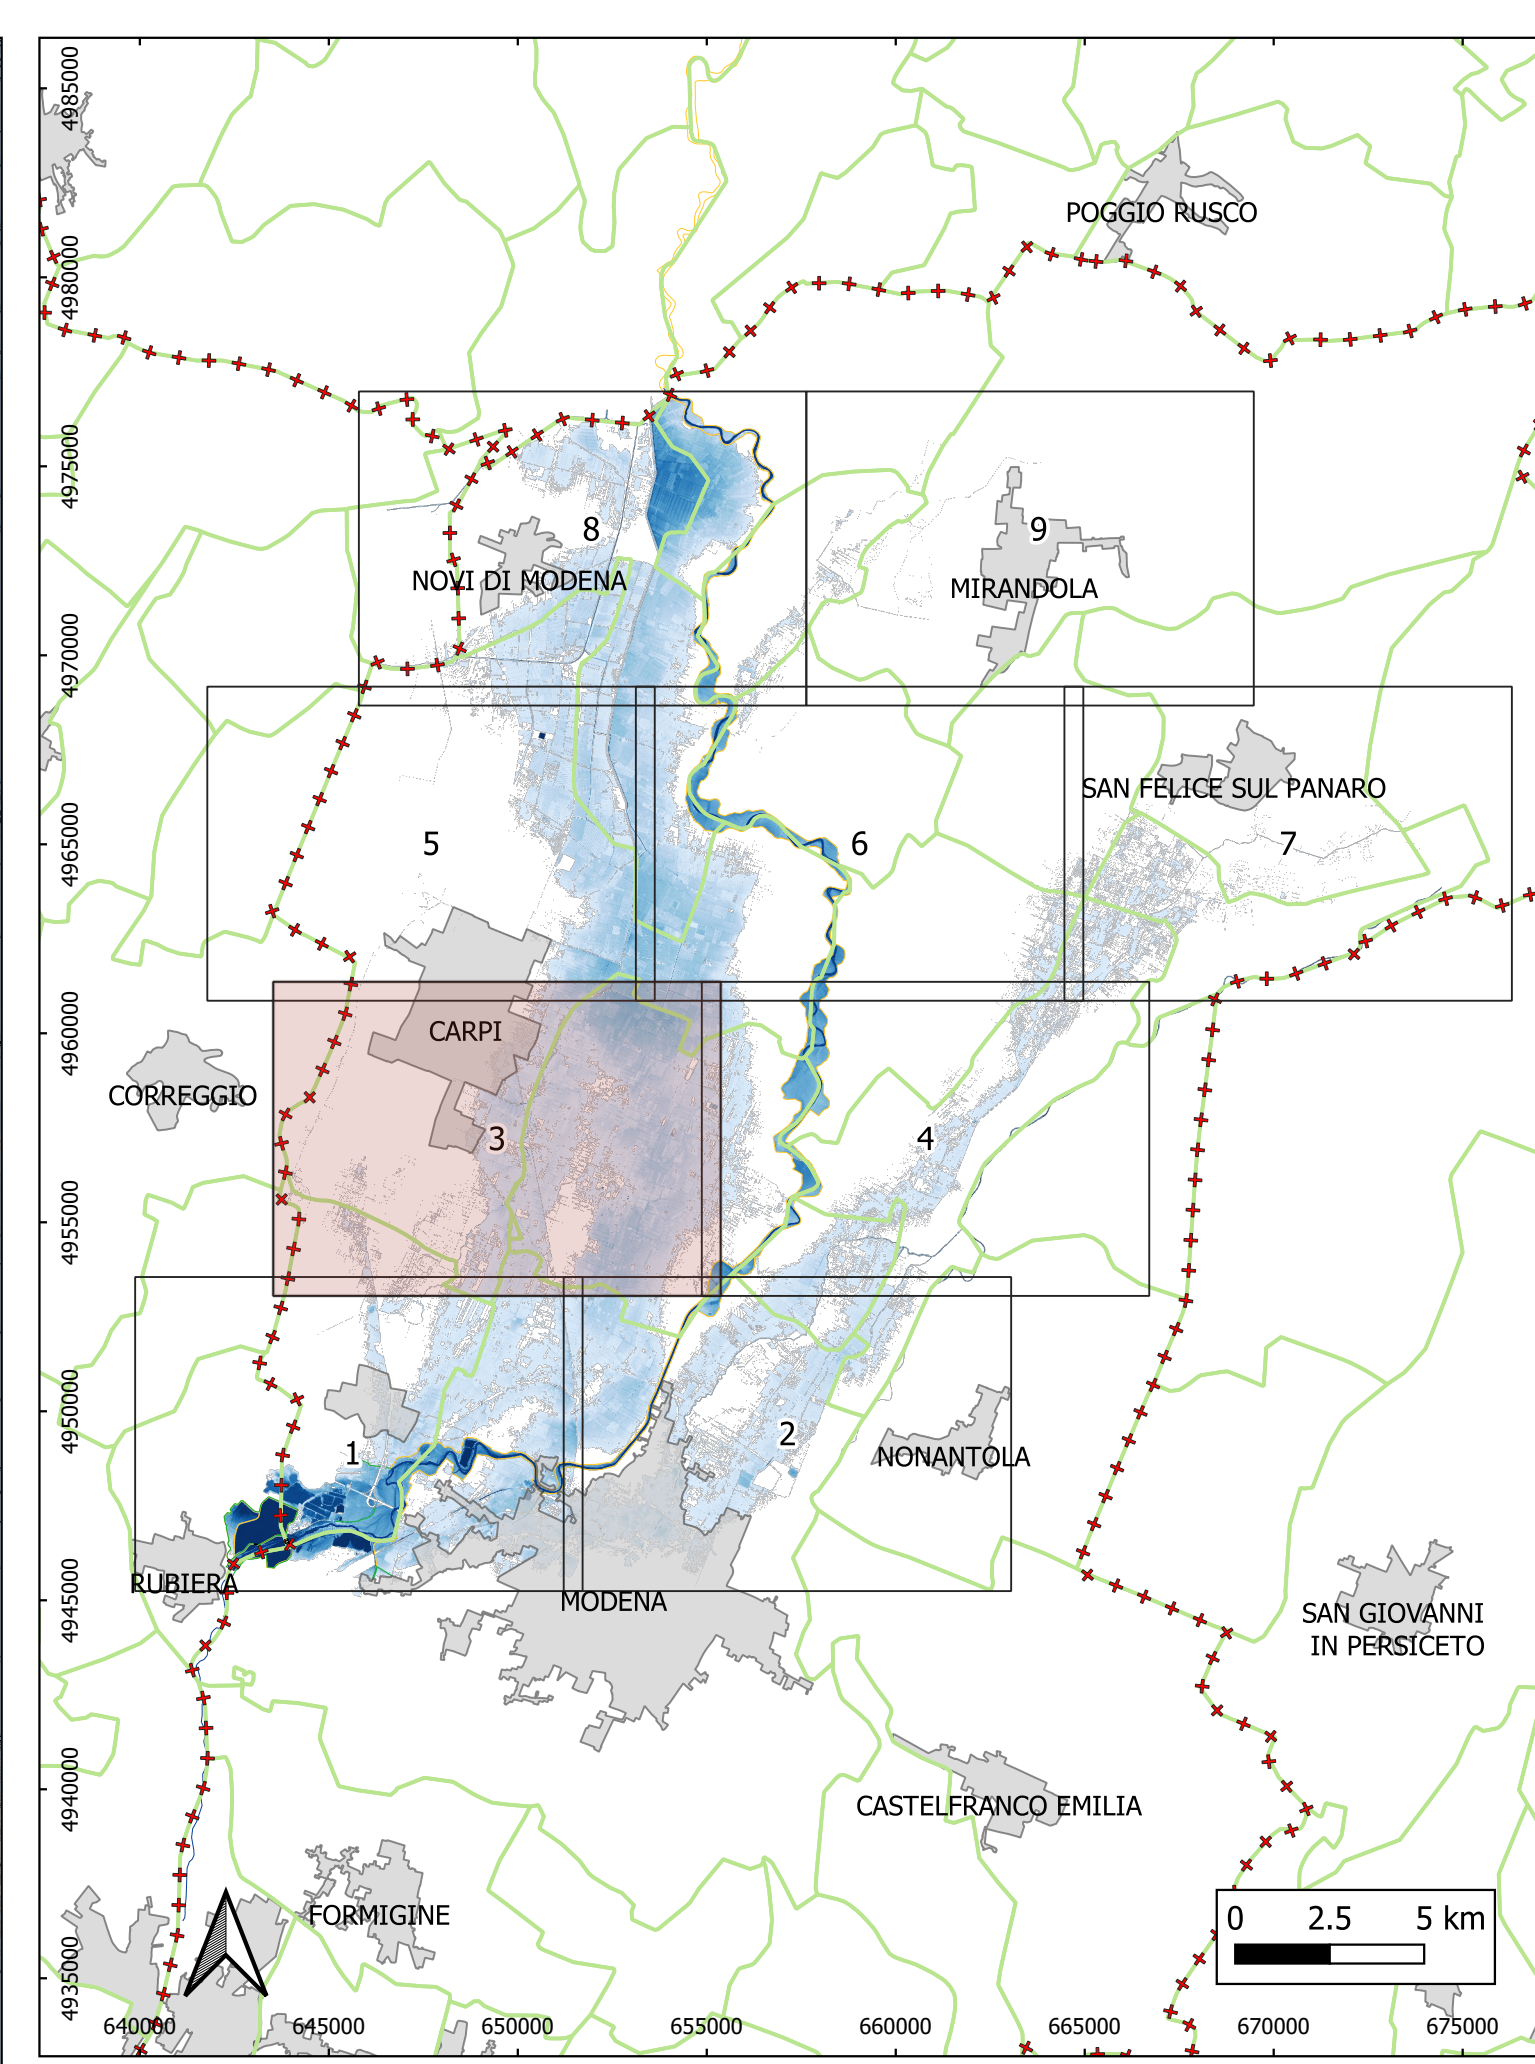 4985000
POGGIO RUSCO
4980000
4975000
8
9
NOVI DI MODENA
MIRANDOLA
4970000
SAN FELICE SUL PANARO
5
6
7
4965000
4960000
CARPI
CORREGGIO
3
4
4955000
4950000
1
2
NONANTOLA
RUBIERA
MODENA
4945000
SAN GIOVANNI
IN PERSICETO
4940000
CASTELFRANCO EMILIA
FORMIGINE
0 2.5 5 km
4935000
640000 645000 650000 655000 660000 665000 670000 675000